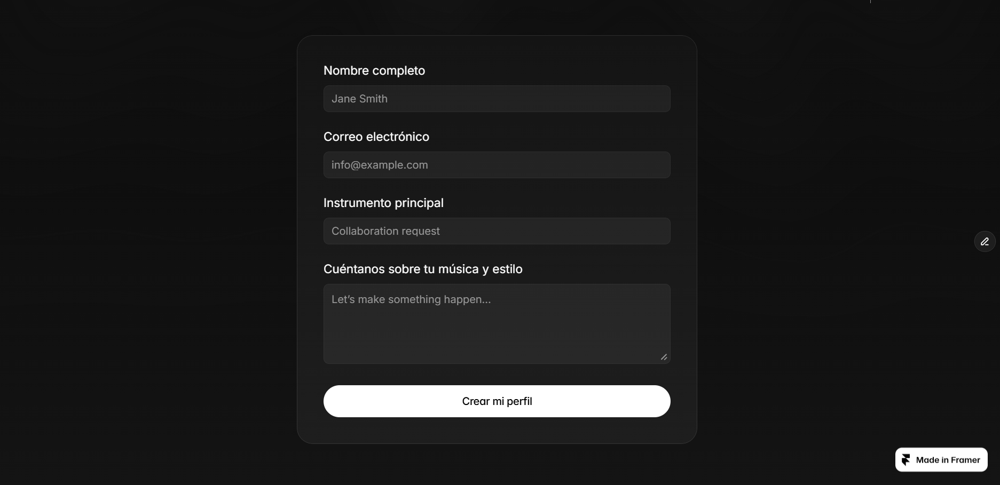 Nombre completo
Jane Smith
Correo electrónico
info@example.com
Instrumento principal
Collaboration request
Cuéntanos sobre tu música y estilo
Let’s make something happen...
Crear mi perfil
Made in Framer